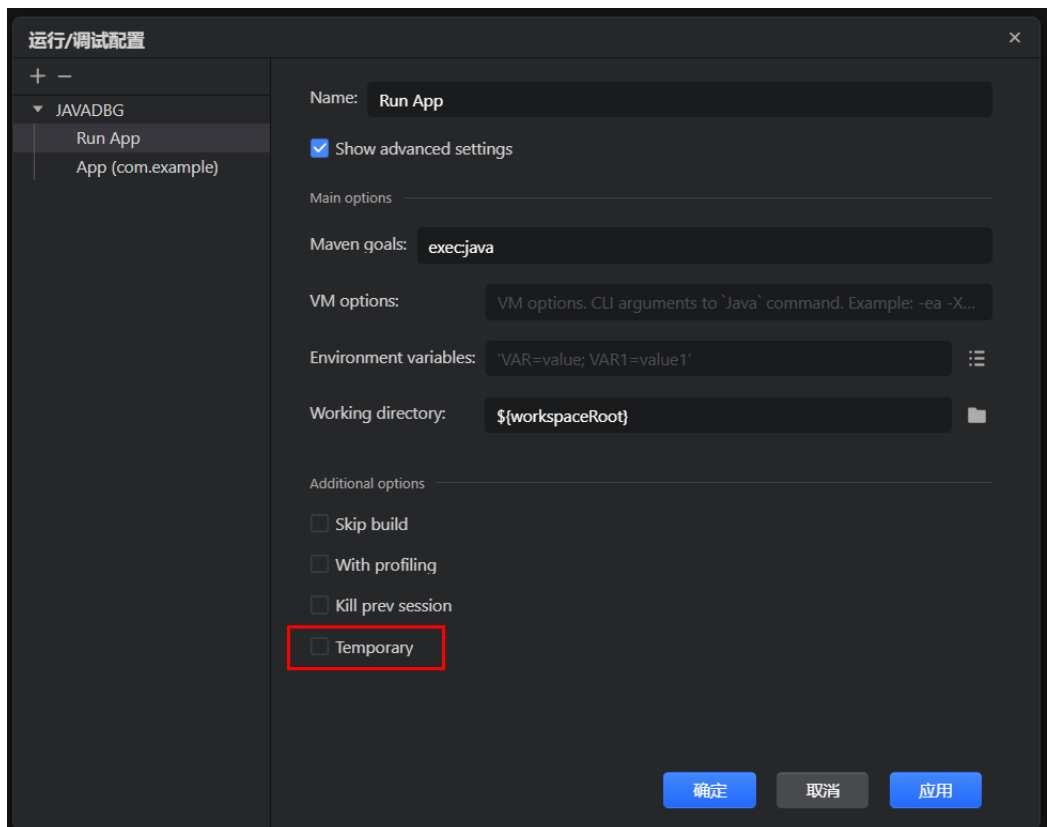 运行/调试配置
JAVADBG
Run App
App (com.example)
Name: Run App
Show advanced settings
Main options
Maven goals: exec:java
VM options: VM options. CLI arguments to `Java` command. Example: -ea -X...
Environment variables: 'VAR=value; VAR1=value1'
Working directory: ${workspaceRoot}
Additional options
Skip build
With profiling
Kill prev session
Temporary
确定 取消 应用